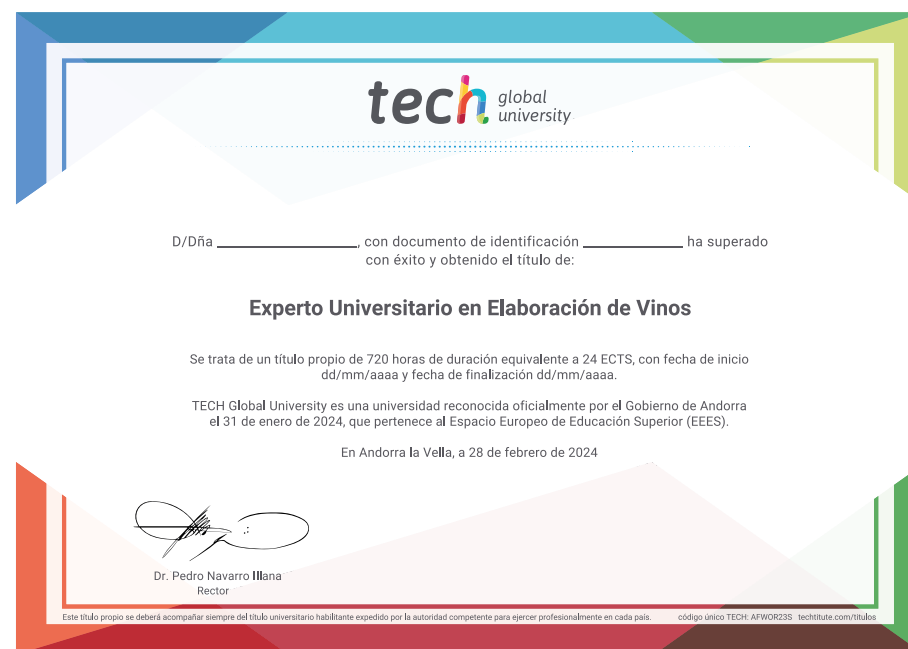 tech global university
D/Dña ____________, con documento de identificación ____________ ha superado
con éxito y obtenido el título de:
Experto Universitario en Elaboración de Vinos
Se trata de un título propio de 720 horas de duración equivalente a 24 ECTS, con fecha de inicio
dd/mm/aaaa y fecha de finalización dd/mm/aaaa.
TECH Global University es una universidad reconocida oficialmente por el Gobierno de Andorra
el 31 de enero de 2024, que pertenece al Espacio Europeo de Educación Superior (EEES).
En Andorra la Vella, a 28 de febrero de 2024
Dr. Pedro Navarro Illana
Rector
Este título propio se deberá acompañar siempre del título universitario habilitante expedido por la autoridad competente para ejercer profesionalmente en cada país. código único TECH: AFWOR23S techtitute.com/titulos